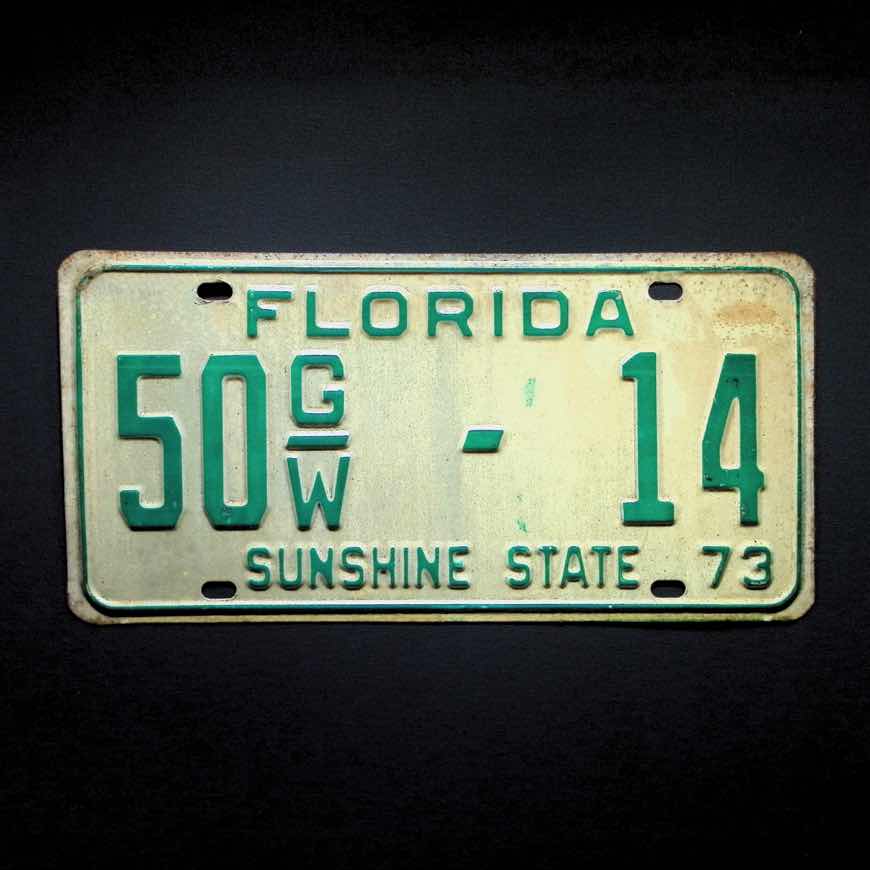 FLORIDA
50 G/W - 14
SUNSHINE STATE 73